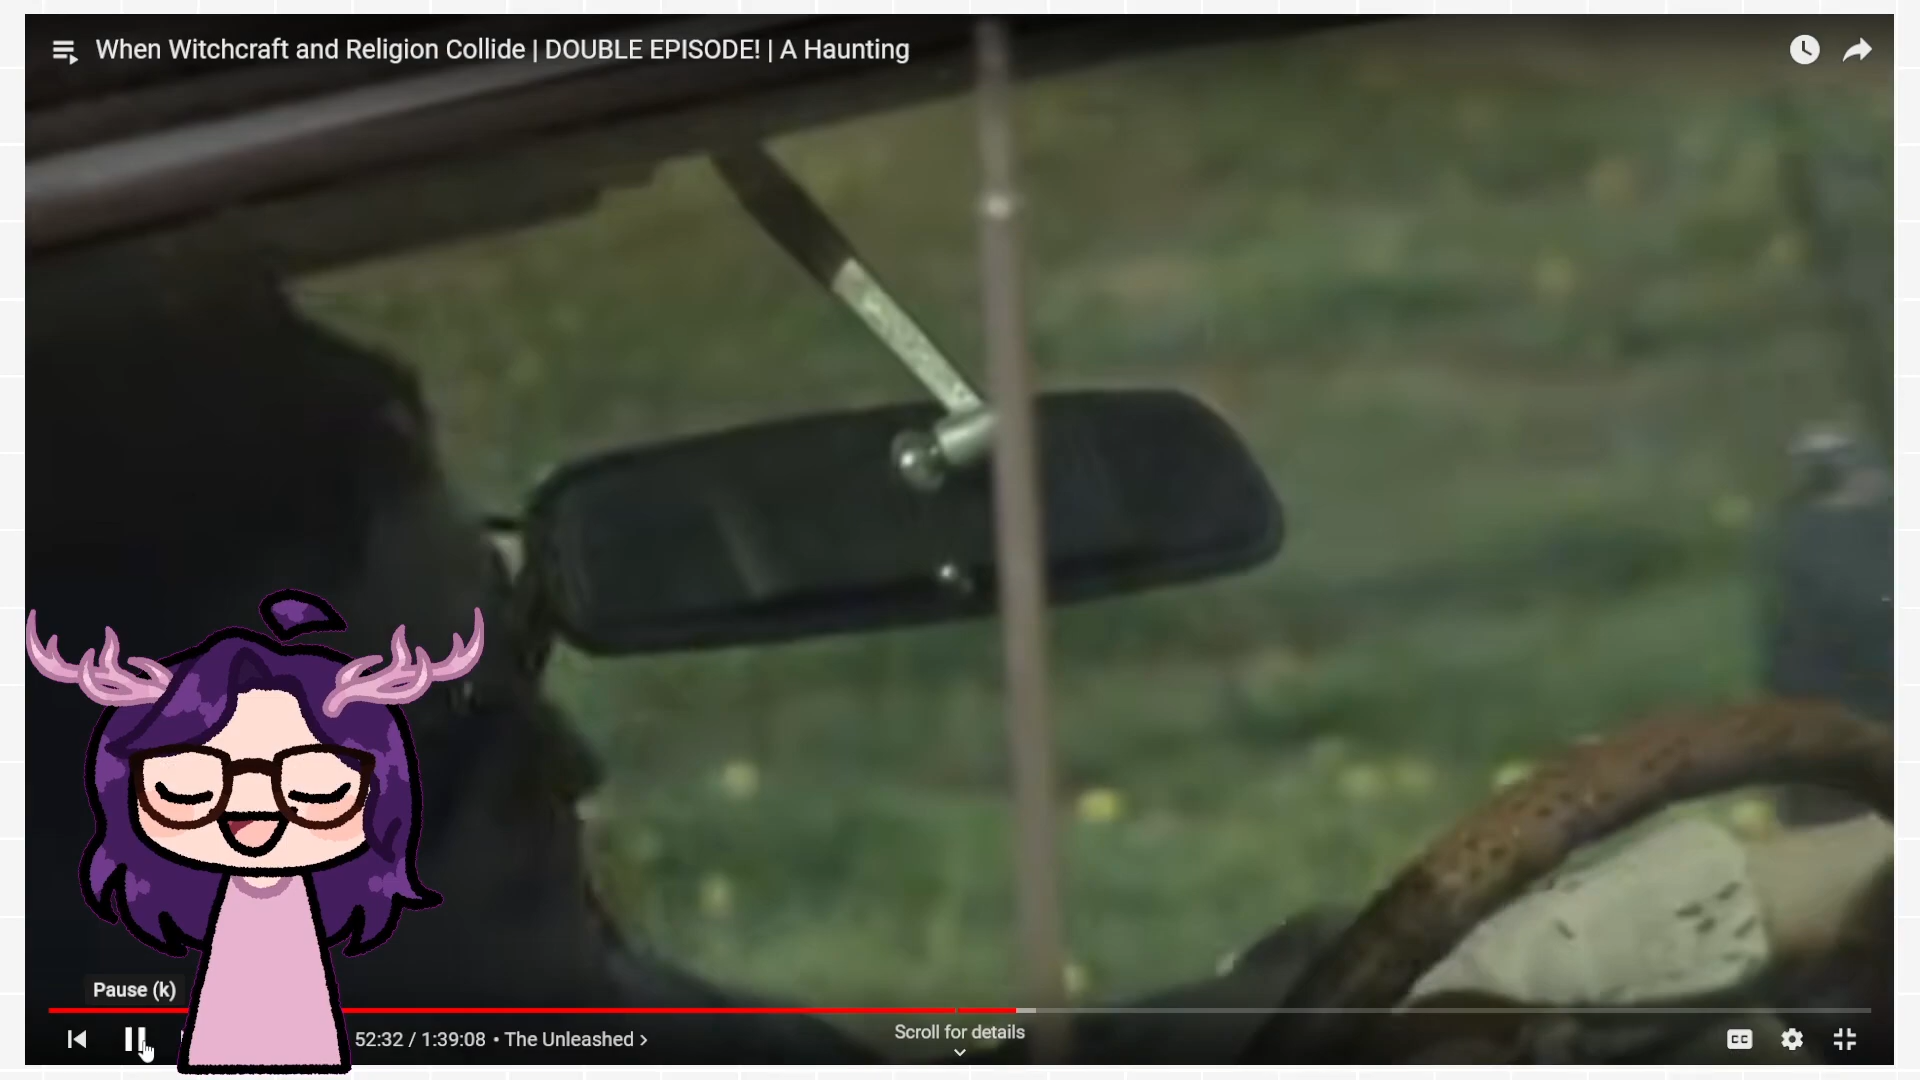 When Witchcraft and Religion Collide | DOUBLE EPISODE! | A Haunting
Pause (k)
52:32 / 1:39:08 • The Unleashed >
Scroll for details
CC